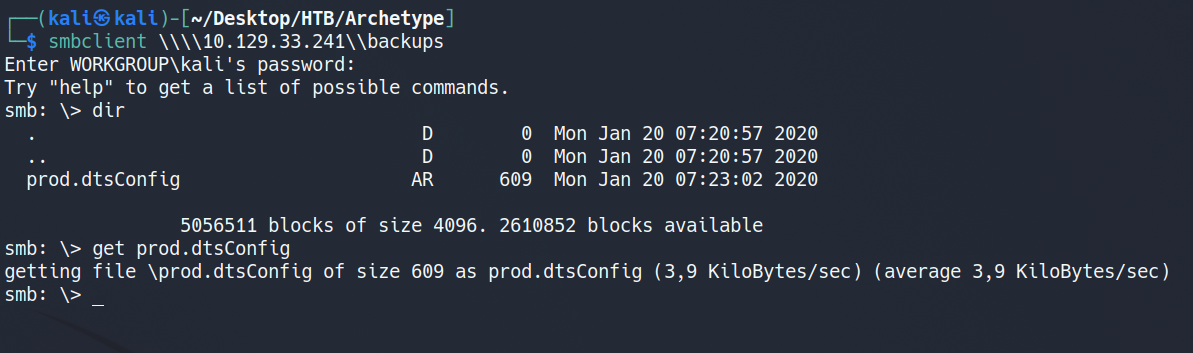 ┌──(kali㉿kali)-[~/Desktop/HTB/Archetype]
└─$ smbclient \\\\10.129.33.241\\backups
Enter WORKGROUP\kali's password:
Try "help" to get a list of possible commands.
smb: \> dir
  .                                   D        0  Mon Jan 20 07:20:57 2020
  ..                                  D        0  Mon Jan 20 07:20:57 2020
  prod.dtsConfig                     AR      609  Mon Jan 20 07:23:02 2020
                5056511 blocks of size 4096. 2610852 blocks available
smb: \> get prod.dtsConfig
getting file \prod.dtsConfig of size 609 as prod.dtsConfig (3,9 KiloBytes/sec) (average 3,9 KiloBytes/sec)
smb: \> _